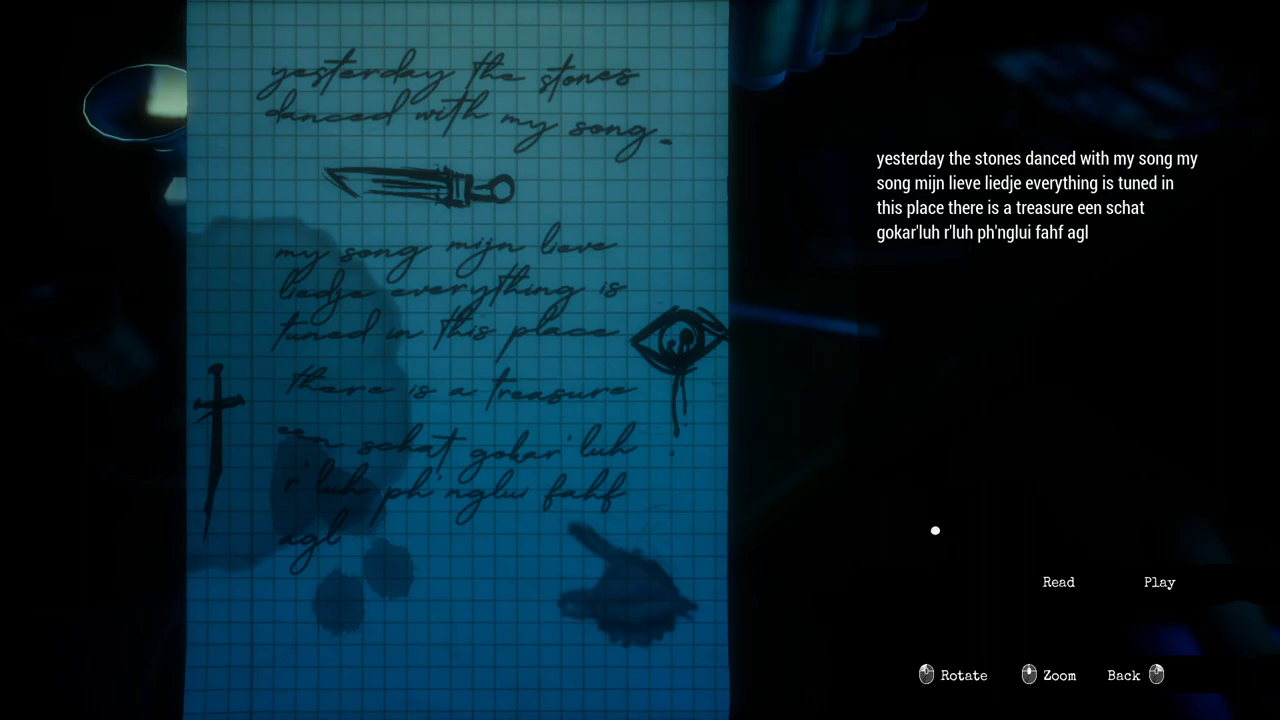 yesterday the stones
danced with my song.
my song mijn lieve
liedje everything is
tuned in this place
there is a treasure
een schat gokar'luh
r'luh ph'nglui fahf
agl
yesterday the stones danced with my song my
song mijn lieve liedje everything is tuned in
this place there is a treasure een schat
gokar'luh r'luh ph'nglui fahf agl
Read Play
Rotate Zoom Back